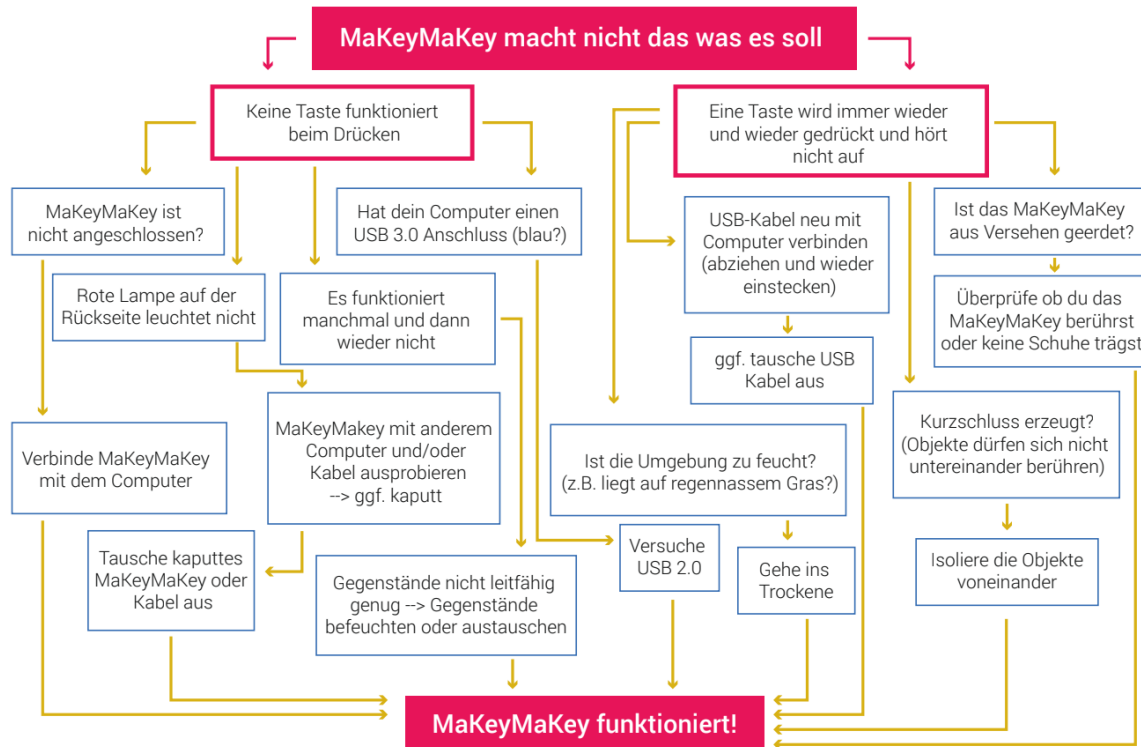 MaKeyMaKey macht nicht das was es soll
Keine Taste funktioniert
beim Drücken
Eine Taste wird immer wieder
und wieder gedrückt und hört
nicht auf
MaKeyMaKey ist
nicht angeschlossen?
Hat dein Computer einen
USB 3.0 Anschluss (blau?)
USB-Kabel neu mit
Computer verbinden
(abziehen und wieder
einstecken)
Ist das MaKeyMaKey
aus Versehen geerdet?
Rote Lampe auf der
Rückseite leuchtet nicht
Es funktioniert
manchmal und dann
wieder nicht
Überprüfe ob du das
MaKeyMaKey berührst
oder keine Schuhe trägst
ggf. tausche USB
Kabel aus
Verbinde MaKeyMaKey
mit dem Computer
MaKeyMakey mit anderem
Computer und/oder
Kabel ausprobieren
--> ggf. kaputt
Ist die Umgebung zu feucht?
(z.B. liegt auf regennassem Gras?)
Kurzschluss erzeugt?
(Objekte dürfen sich nicht
untereinander berühren)
Tausche kaputtes
MaKeyMaKey oder
Kabel aus
Gegenstände nicht leitfähig
genug --> Gegenstände
befeuchten oder austauschen
Versuche
USB 2.0
Gehe ins
Trockene
Isoliere die Objekte
voneinander
MaKeyMaKey funktioniert!